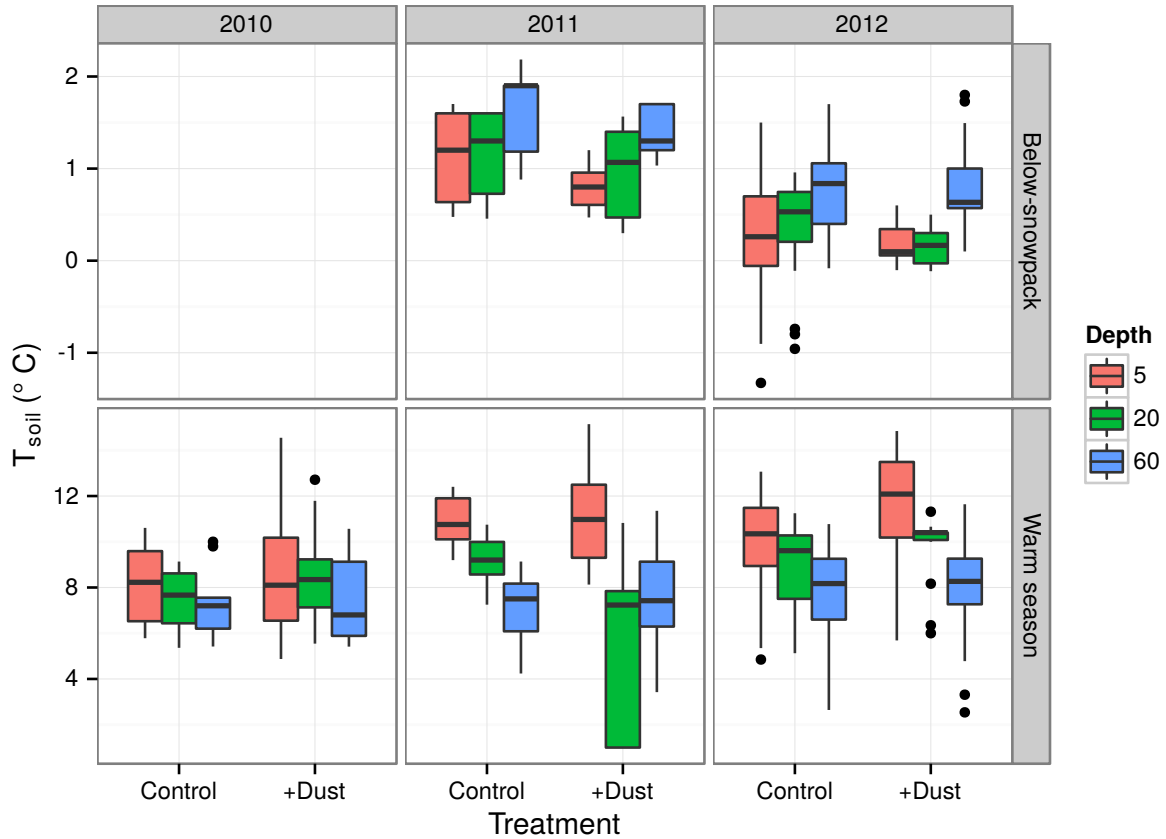 2010 2011 2012
2
1
0
-1
Below-snowpack
12
8
4
Warm season
T soil (° C)
Control +Dust Control +Dust Control +Dust
Treatment
Depth
5
20
60